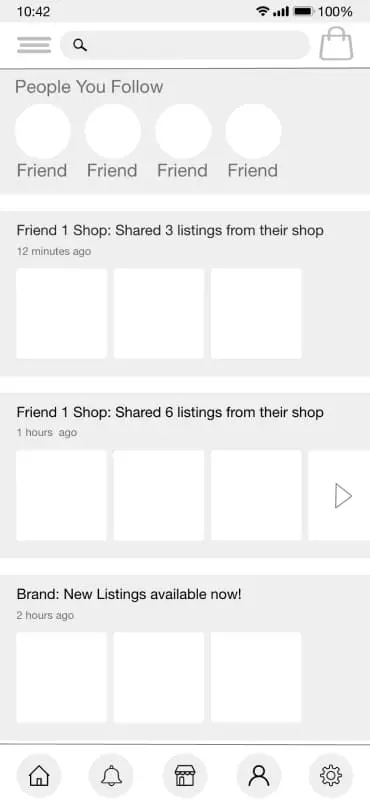 10:42 100%
People You Follow
Friend Friend Friend Friend
Friend 1 Shop: Shared 3 listings from their shop
12 minutes ago
Friend 1 Shop: Shared 6 listings from their shop
1 hours  ago
Brand: New Listings available now!
2 hours ago